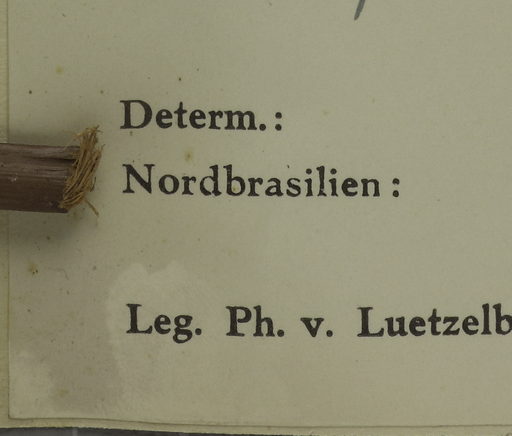 Determ.:
Nordbrasilien:
Leg. Ph. v. Luetzelb